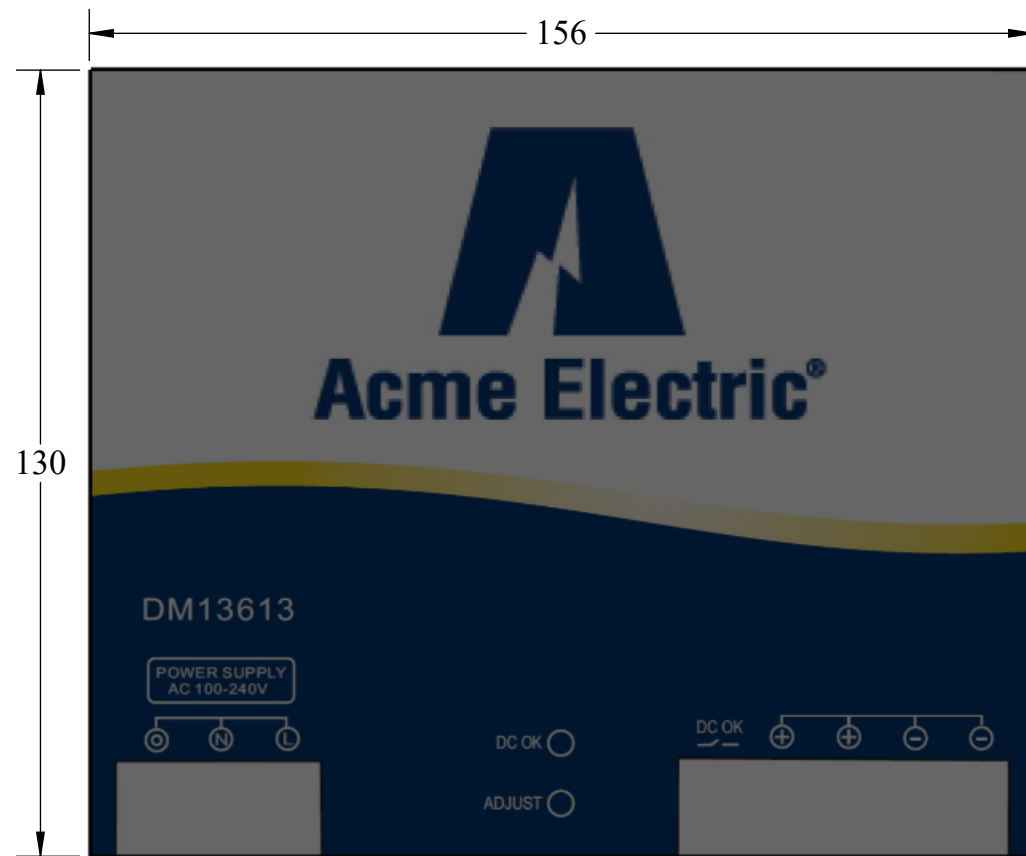 156
130
Acme Electric®
DM13613
POWER SUPPLY
AC 100-240V
N L
DC OK
DC OK
ADJUST